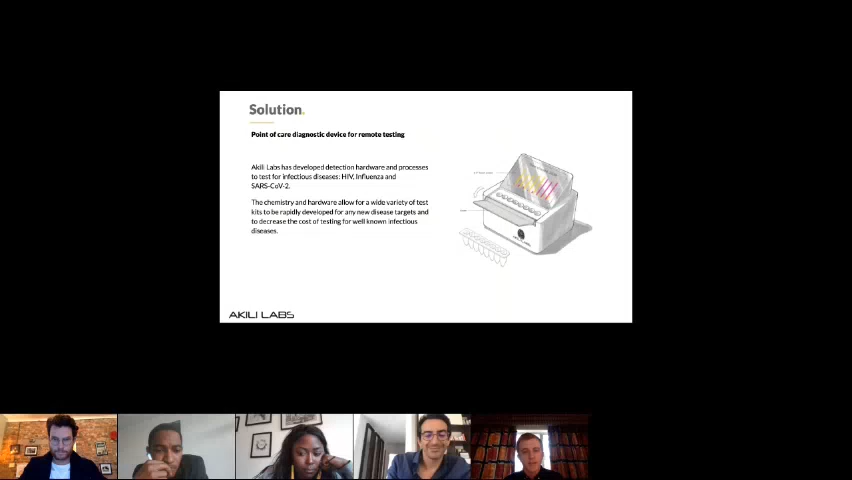 Solution.
Point of care diagnostic device for remote testing
Akili Labs has developed detection hardware and processes
to test for infectious diseases: HIV, Influenza and
SARS-CoV-2.
The chemistry and hardware allow for a wide variety of test
kits to be rapidly developed for any new disease targets and
to decrease the cost of testing for well known infectious
diseases.
AKILI LABS